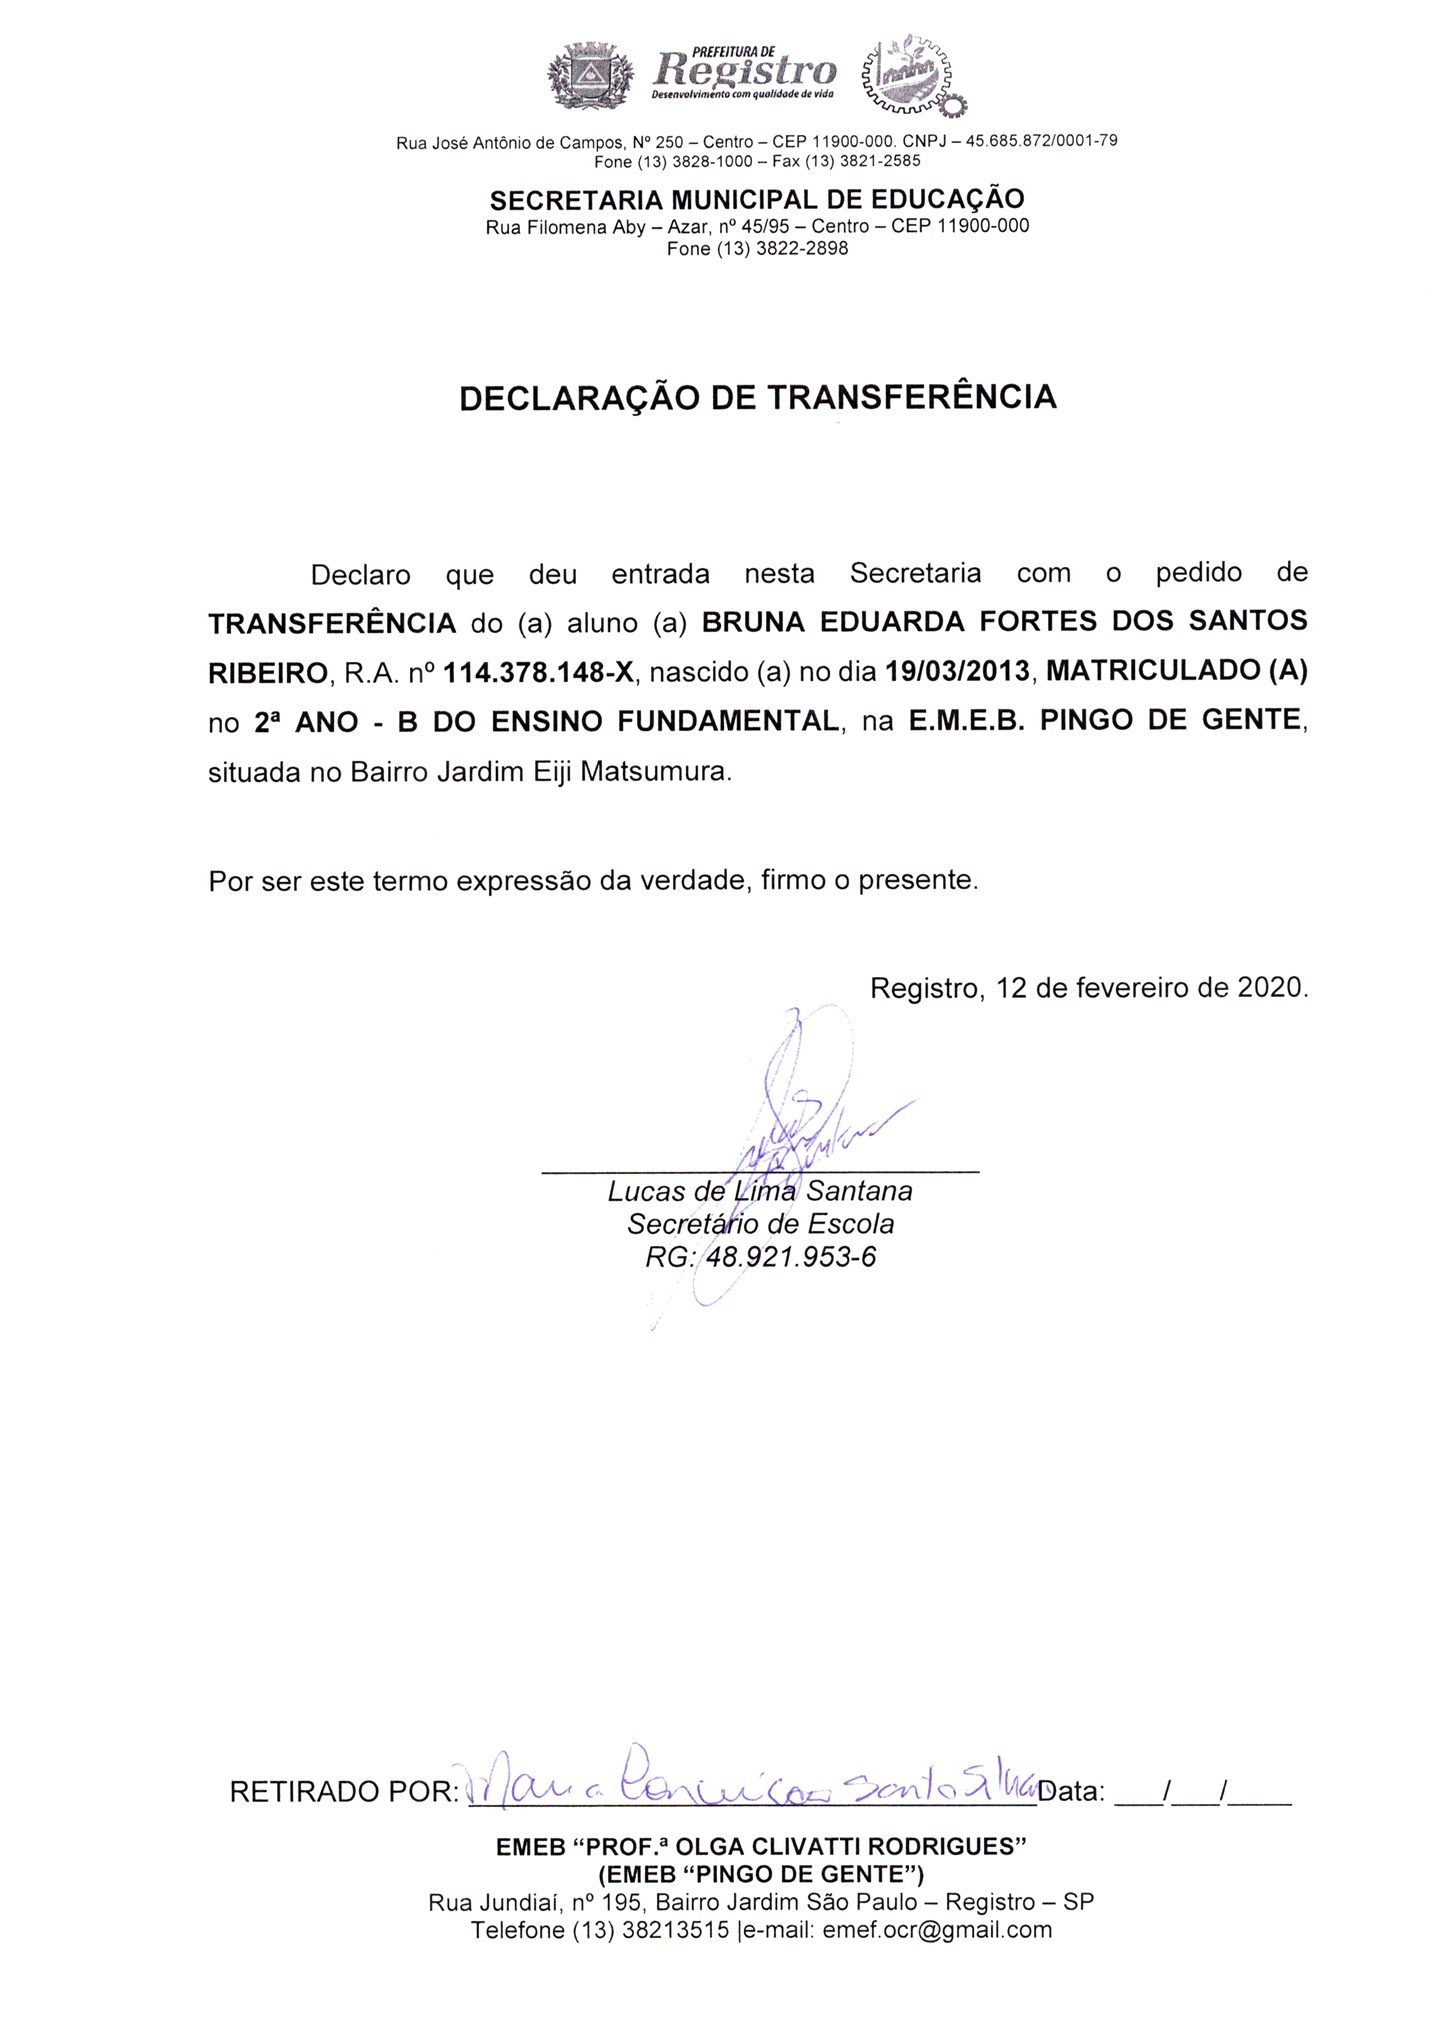 PREFEITURA DE
Registro
Desenvolvimento com qualidade de vida
Rua José Antônio de Campos, Nº 250 – Centro – CEP 11900-000. CNPJ – 45.685.872/0001-79
Fone (13) 3828-1000 – Fax (13) 3821-2585
SECRETARIA MUNICIPAL DE EDUCAÇÃO
Rua Filomena Aby – Azar, nº 45/95 – Centro – CEP 11900-000
Fone (13) 3822-2898
DECLARAÇÃO DE TRANSFERÊNCIA
Declaro que deu entrada nesta Secretaria com o pedido de
TRANSFERÊNCIA do (a) aluno (a) BRUNA EDUARDA FORTES DOS SANTOS
RIBEIRO, R.A. nº 114.378.148-X, nascido (a) no dia 19/03/2013, MATRICULADO (A)
no 2ª ANO - B DO ENSINO FUNDAMENTAL, na E.M.E.B. PINGO DE GENTE,
situada no Bairro Jardim Eiji Matsumura.
Por ser este termo expressão da verdade, firmo o presente.
Registro, 12 de fevereiro de 2020.
Lucas de Lima Santana
Secretário de Escola
RG: 48.921.953-6
RETIRADO POR: Maria Conceicao Santo Silva Data: ___/___/____
EMEB “PROF.ª OLGA CLIVATTI RODRIGUES”
(EMEB “PINGO DE GENTE”)
Rua Jundiaí, nº 195, Bairro Jardim São Paulo – Registro – SP
Telefone (13) 38213515 |e-mail: emef.ocr@gmail.com